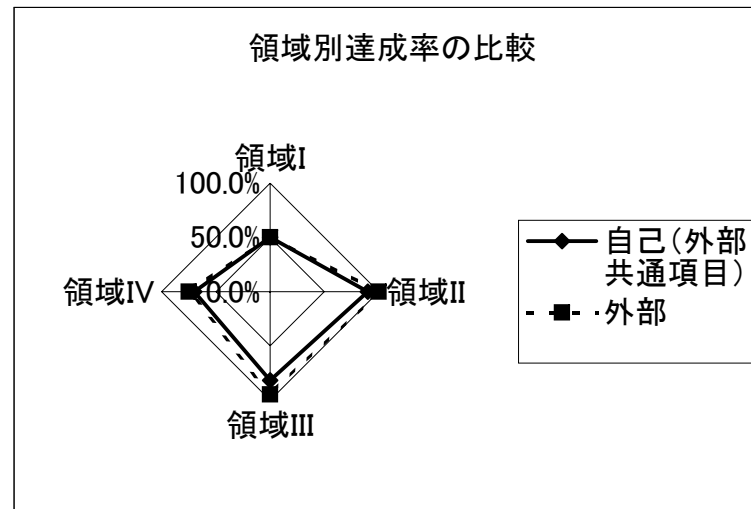 領域別達成率の比較
領域I
100.0%
50.0%
領域IV
0.0%
領域II
領域III
自己(外部
共通項目)
外部